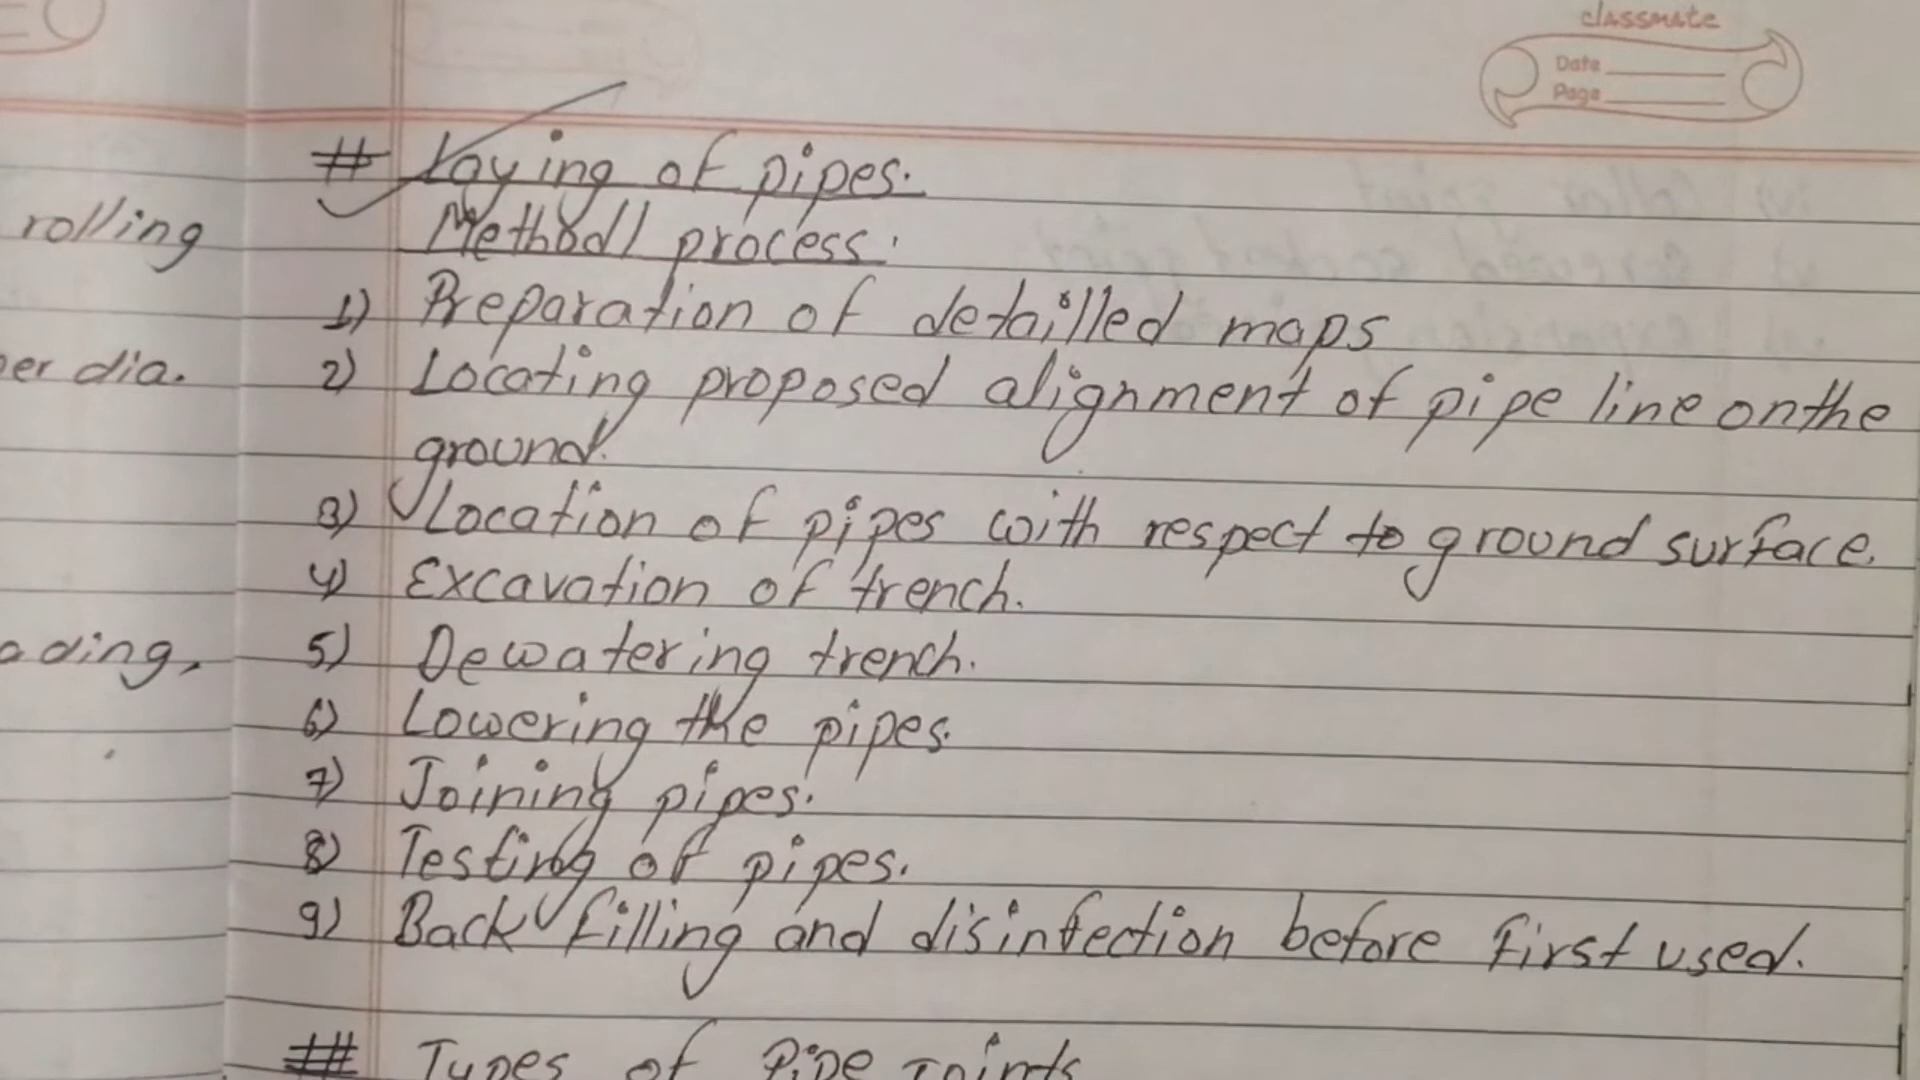 classmate
Date
Page
# Laying of pipes.
Method/ process:
rolling
1) Preparation of detailled maps
per dia.
2) Locating proposed alignment of pipe line on the
ground.
3) Location of pipes with respect to ground surface.
4) Excavation of trench.
ading,
5) Dewatering trench.
6) Lowering the pipes.
7) Joining pipes.
8) Testing of pipes.
9) Back filling and disinfection before first used.
# Types of Pipe Joints